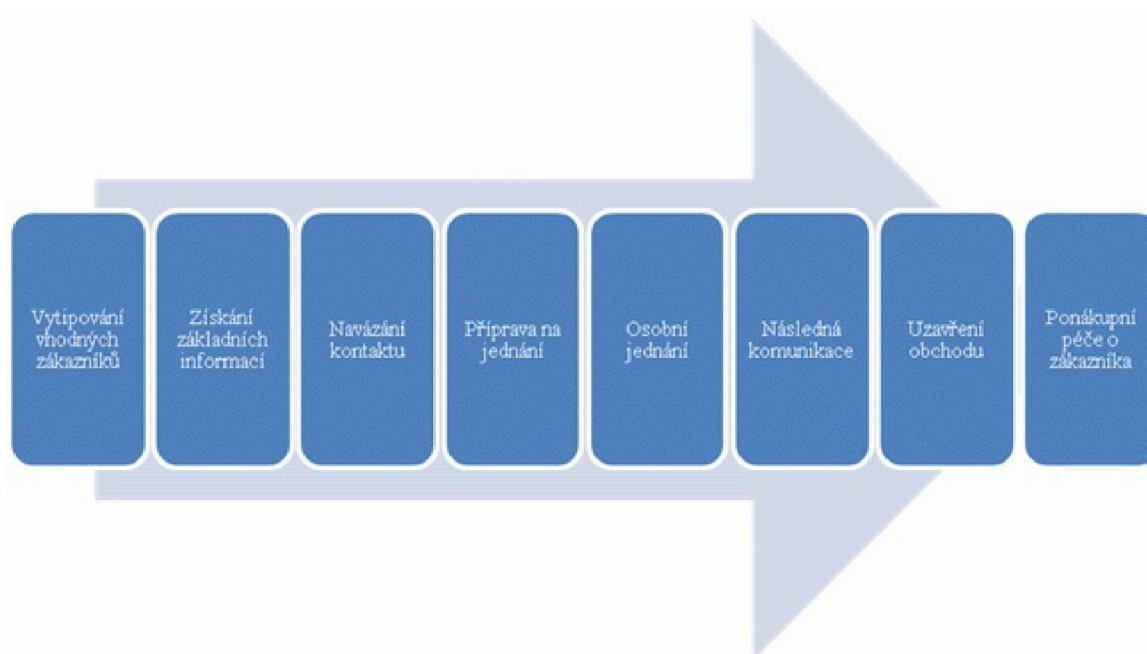 Vytipování
vhodných
zákazníků
Získání
základních
informací
Navázání
kontaktu
Příprava na
jednání
Osobní
jednání
Následná
komunikace
Uzavření
obchodu
Ponákupní
péče o
zákazníka